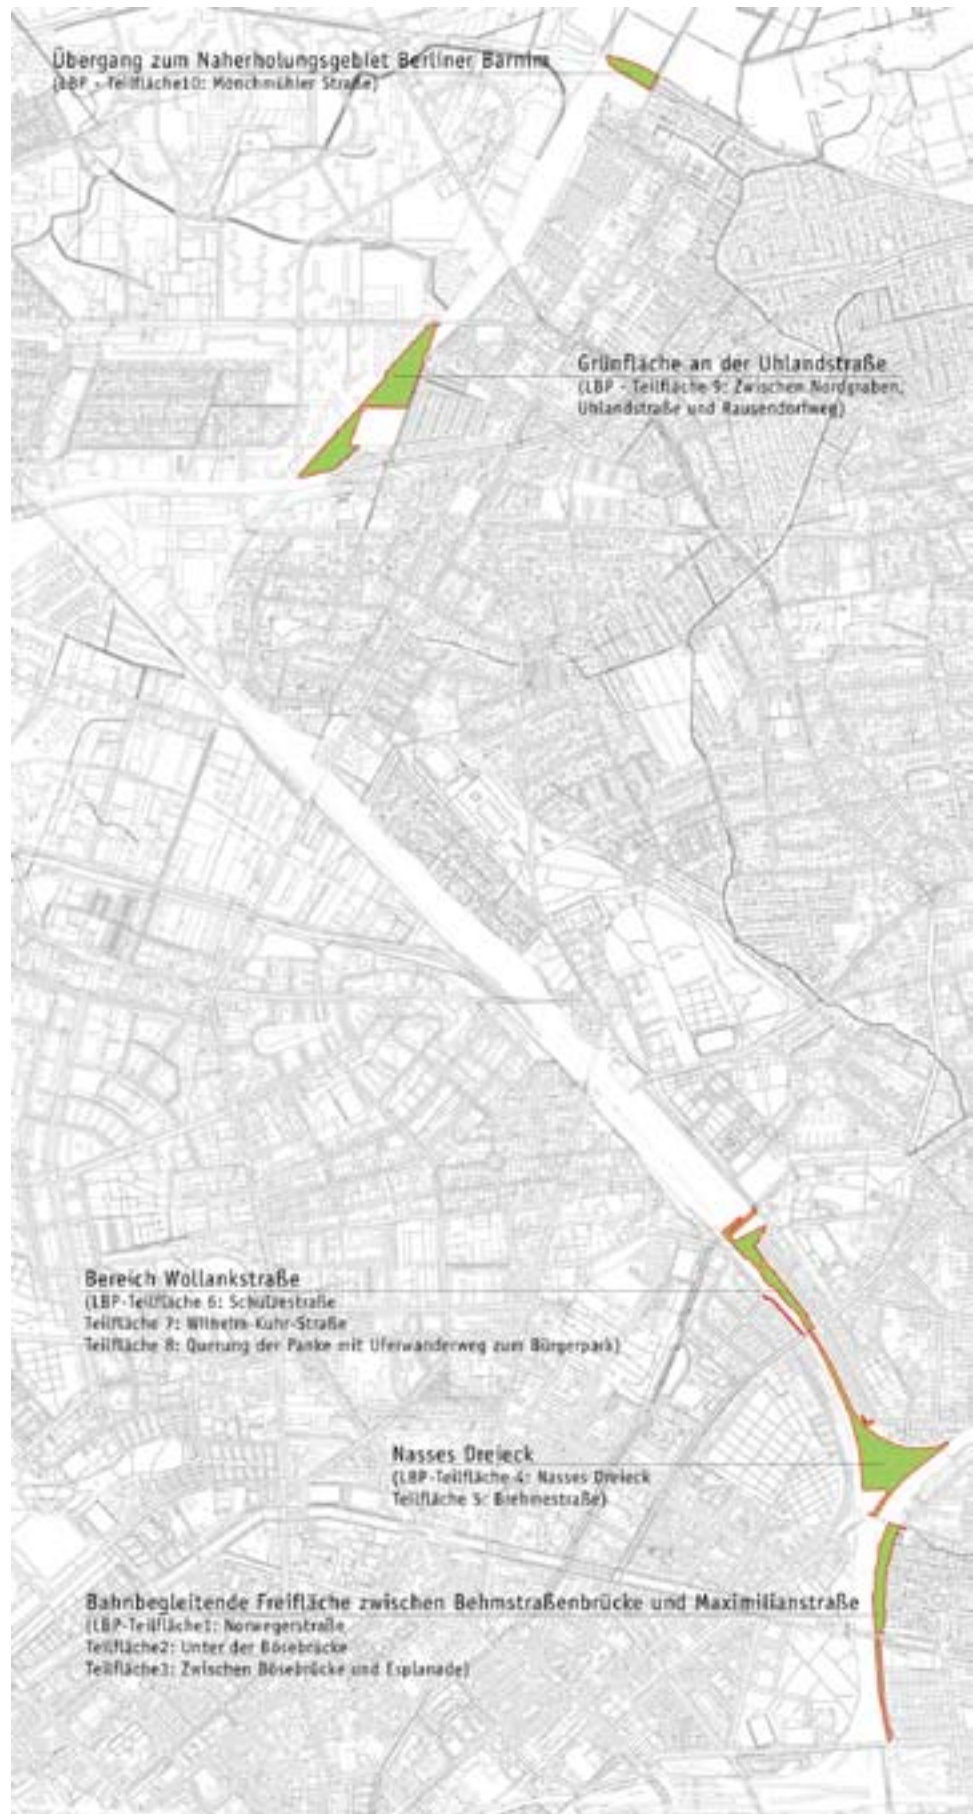 Übergang zum Naherholungsgebiet Berliner Barnim
(LBP - Teilfläche10: Mönchmühler Straße)
Grünfläche an der Uhlandstraße
(LBP - Teilfläche 9: Zwischen Nordgraben,
Uhlandstraße und Rausendorfweg)
Bereich Wollankstraße
(LBP-Teilfläche 6: Schulzestraße
Teilfläche 7: Wilhelm-Kuhr-Straße
Teilfläche 8: Querung der Panke mit Uferwanderweg zum Bürgerpark)
Nasses Dreieck
(LBP-Teilfläche 4: Nasses Dreieck
Teilfläche 5: Brehmestraße)
Bahnbegleitende Freifläche zwischen Behmstraßenbrücke und Maximilianstraße
(LBP-Teilfläche1: Norwegerstraße
Teilfläche2: Unter der Bösebrücke
Teilfläche3: Zwischen Bösebrücke und Esplanade)